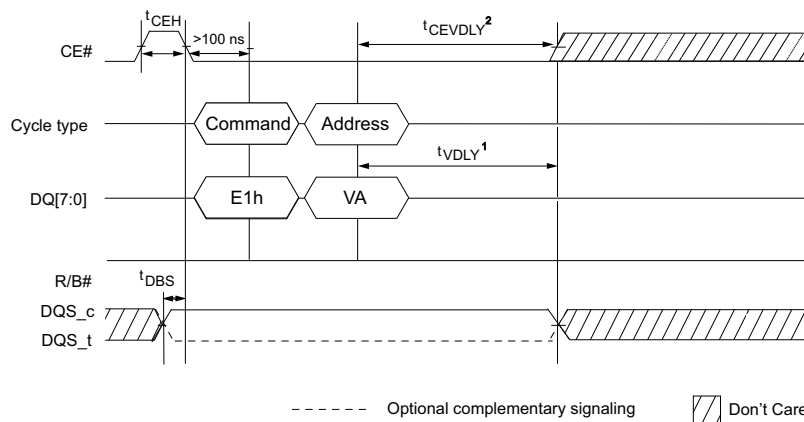 tCEH
>100 ns
tCEVDLY2
CE#
Cycle type
Command
Address
tVDLY1
DQ[7:0]
E1h
VA
R/B#
tDBS
DQS_c
DQS_t
Optional complementary signaling
Don't Care